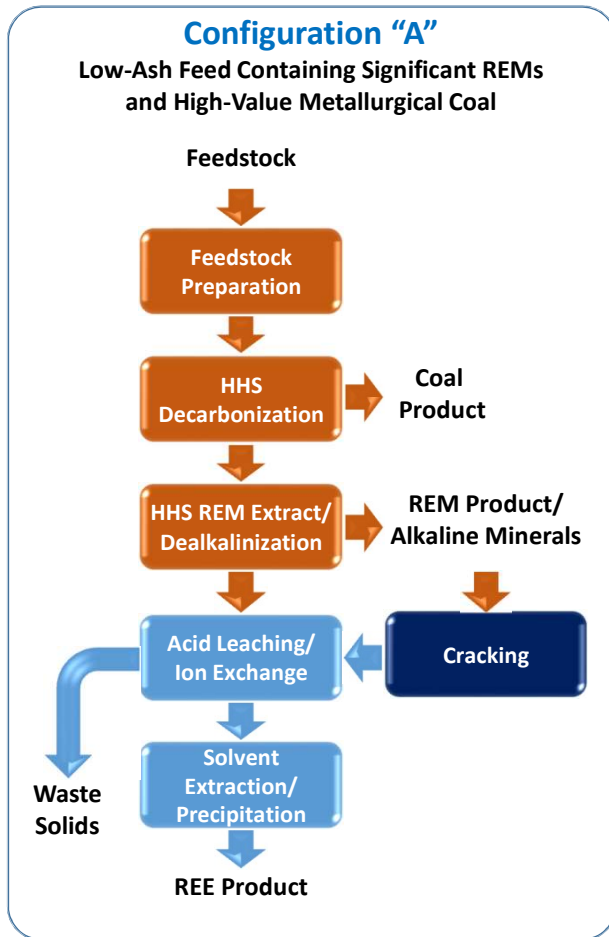 Configuration “A”
Low-Ash Feed Containing Significant REMs
and High-Value Metallurgical Coal
Feedstock
Feedstock
Preparation
HHS
Decarbonization
Coal
Product
HHS REM Extract/
Dealkalinization
REM Product/
Alkaline Minerals
Acid Leaching/
Ion Exchange
Cracking
Solvent
Extraction/
Precipitation
Waste
Solids
REE Product